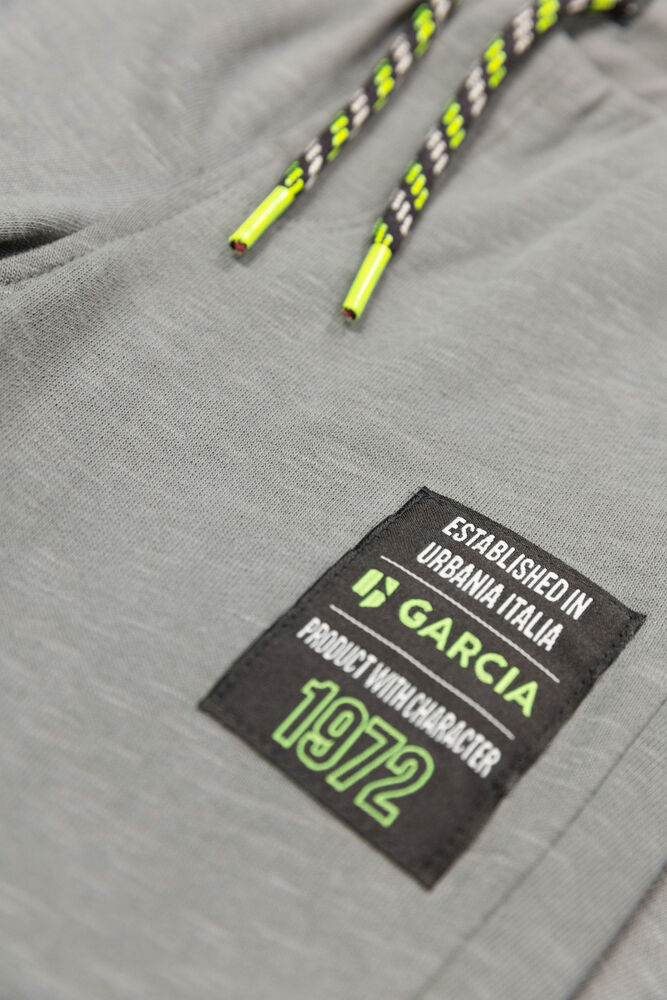 ESTABLISHED IN
URBANIA ITALIA
GARCIA
PRODUCT WITH CHARACTER
1972